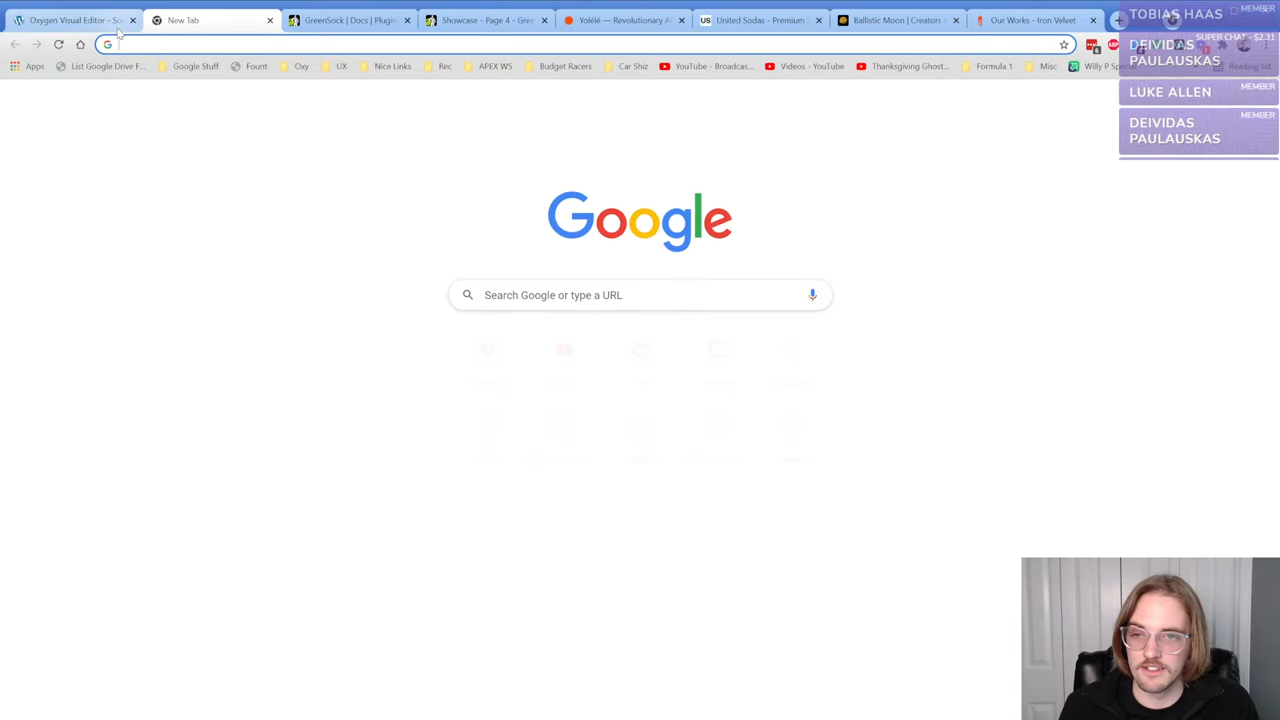 Oxygen Visual Editor - So
New Tab
GreenSock | Docs | Plugin
Showcase - Page 4 - Gree
Yolélé — Revolutionary A
United Sodas - Premium S
Ballistic Moon | Creators o
Our Works - Iron Velvet
Apps
List Google Drive F...
Google Stuff
Fount
Oxy
UX
Nice Links
Rec
APEX WS
Budget Racers
Car Shiz
YouTube - Broadcas...
Videos - YouTube
Thanksgiving Ghost...
Formula 1
Misc
Willy P Special
Reading list
MEMBER
TOBIAS HAAS
SUPER CHAT - $2.31
DEIVIDAS
PAULAUSKAS
MEMBER
LUKE ALLEN
MEMBER
DEIVIDAS
PAULAUSKAS
Google
Search Google or type a URL